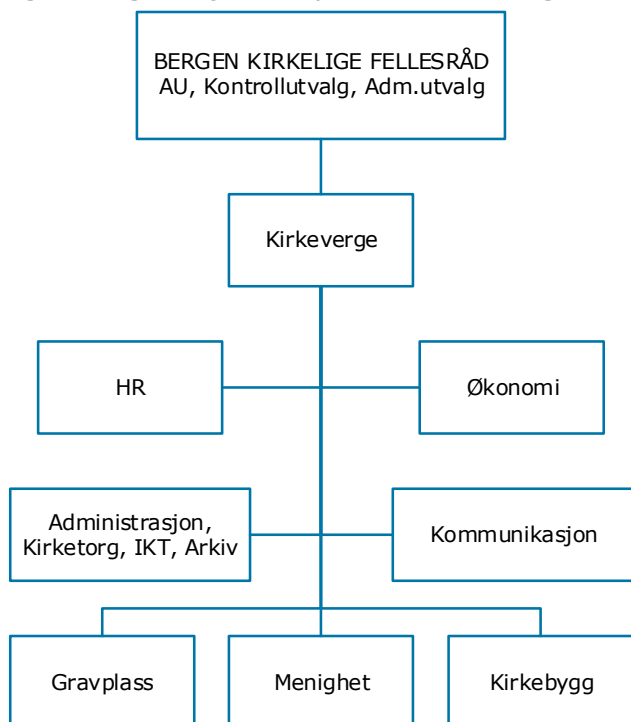 BERGEN KIRKELIGE FELLESRÅD
AU, Kontrollutvalg, Adm.utvalg
Kirkeverge
HR
Økonomi
Administrasjon,
Kirketorg, IKT, Arkiv
Kommunikasjon
Gravplass
Menighet
Kirkebygg